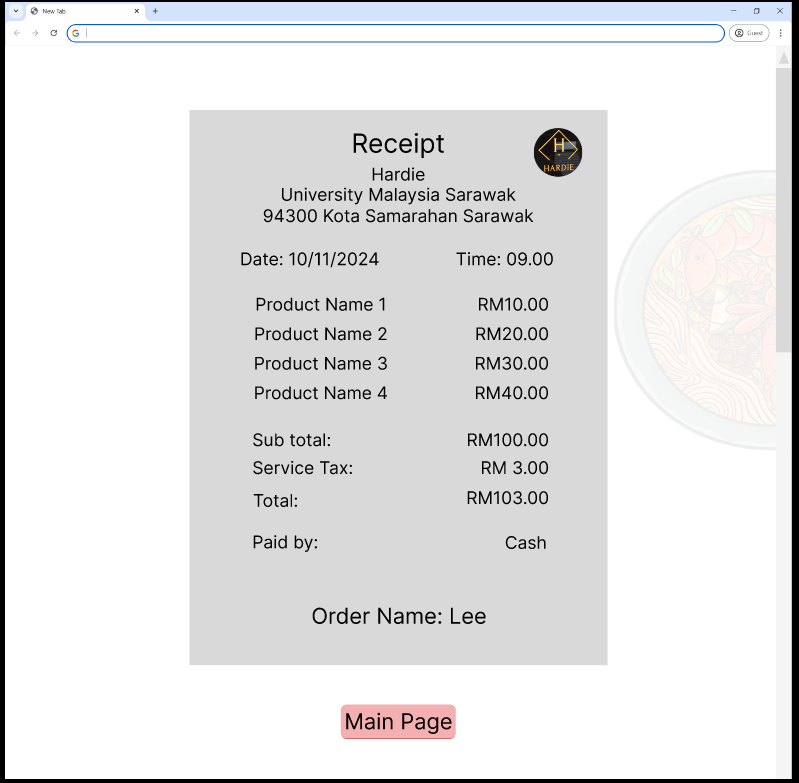 New Tab
Guest
Receipt
H
HARDIE
Hardie
University Malaysia Sarawak
94300 Kota Samarahan Sarawak
Date: 10/11/2024 Time: 09.00
Product Name 1 RM10.00
Product Name 2 RM20.00
Product Name 3 RM30.00
Product Name 4 RM40.00
Sub total: RM100.00
Service Tax: RM 3.00
Total: RM103.00
Paid by: Cash
Order Name: Lee
Main Page